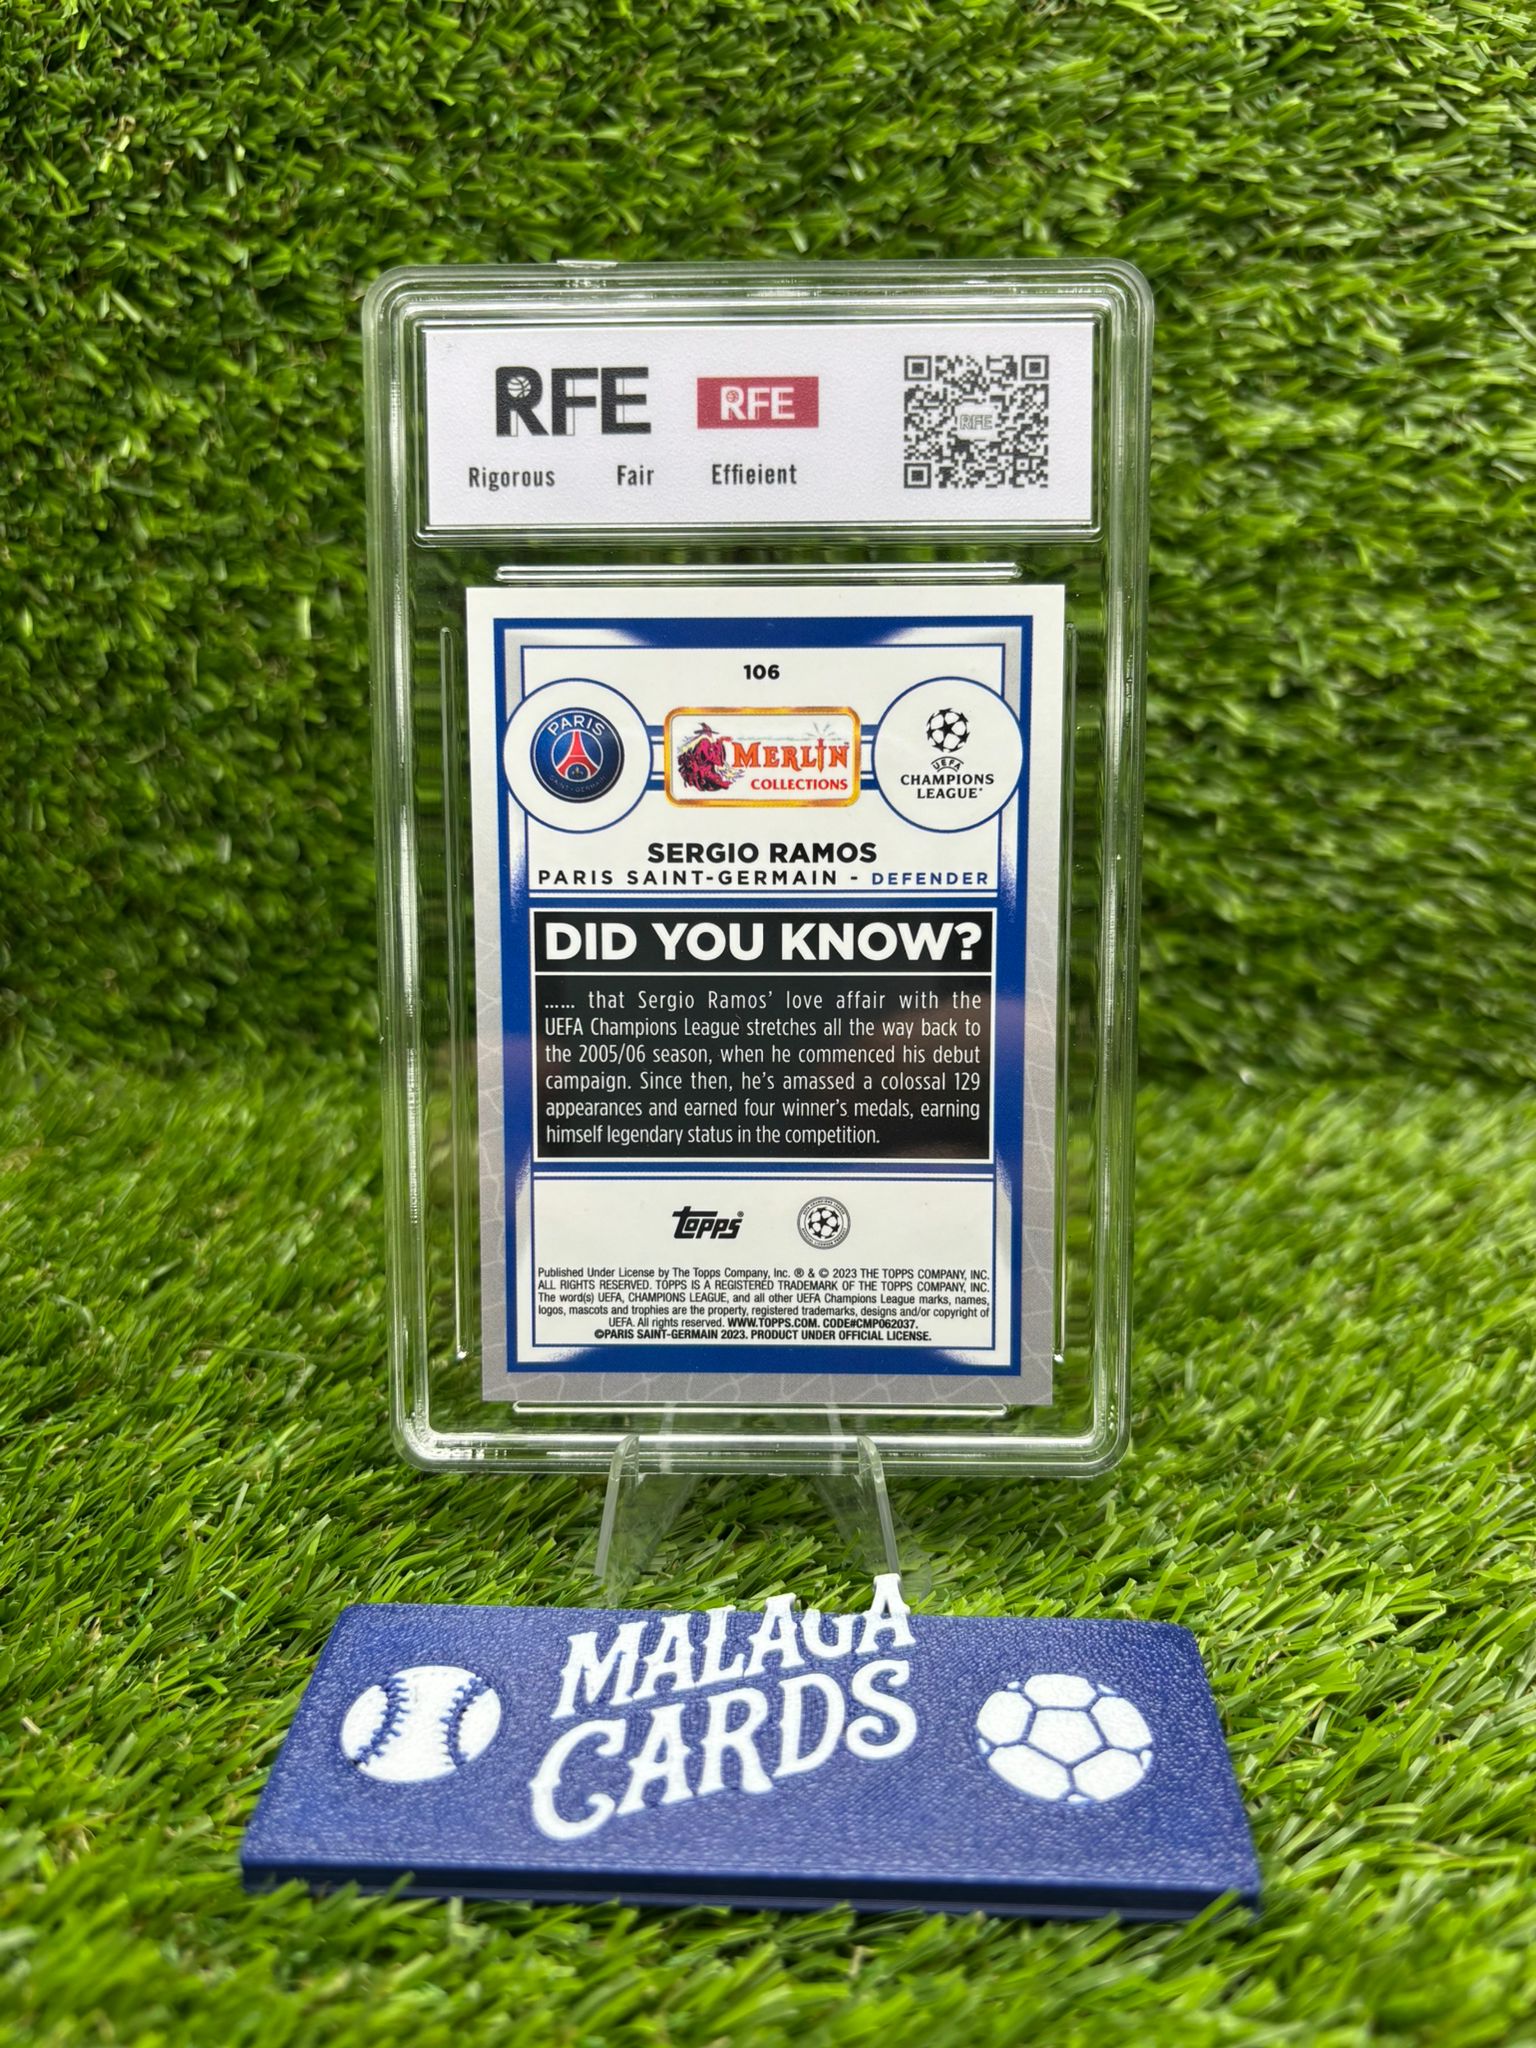 RFE RFE RFE
Rigorous Fair Effieient
106
PARIS
SAINT-GERMAIN
MERLIN
COLLECTIONS
UEFA
CHAMPIONS
LEAGUE
SERGIO RAMOS
PARIS SAINT-GERMAIN - DEFENDER
DID YOU KNOW?
...... that Sergio Ramos' love affair with the
UEFA Champions League stretches all the way back to
the 2005/06 season, when he commenced his debut
campaign. Since then, he's amassed a colossal 129
appearances and earned four winner's medals, earning
himself legendary status in the competition.
topps®
Published Under License by The Topps Company, Inc. ® & © 2023 THE TOPPS COMPANY, INC.
ALL RIGHTS RESERVED. TOPPS IS A REGISTERED TRADEMARK OF THE TOPPS COMPANY, INC.
The word(s) UEFA, CHAMPIONS LEAGUE, and all other UEFA Champions League marks, names,
logos, mascots and trophies are the property, registered trademarks, designs and/or copyright of
UEFA. All rights reserved. WWW.TOPPS.COM. CODE#CMP062037.
©PARIS SAINT-GERMAIN 2023. PRODUCT UNDER OFFICIAL LICENSE.
MALAGA
CARDS